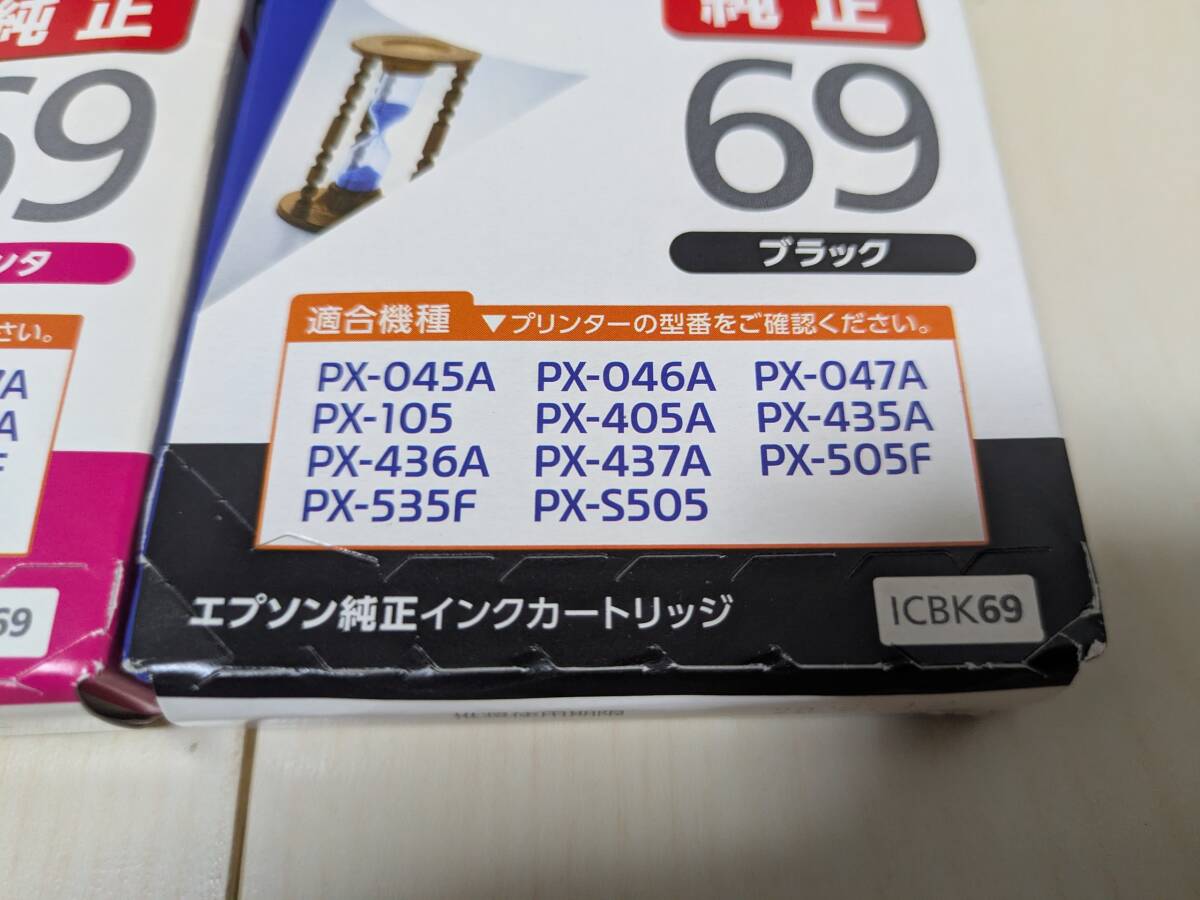 純正
69
ンタ
さい。
7A
A
F
69
純正
69
ブラック
適合機種 ▼プリンターの型番をご確認ください。
PX-045A PX-046A PX-047A
PX-105 PX-405A PX-435A
PX-436A PX-437A PX-505F
PX-535F PX-S505
エプソン純正インクカートリッジ
ICBK69